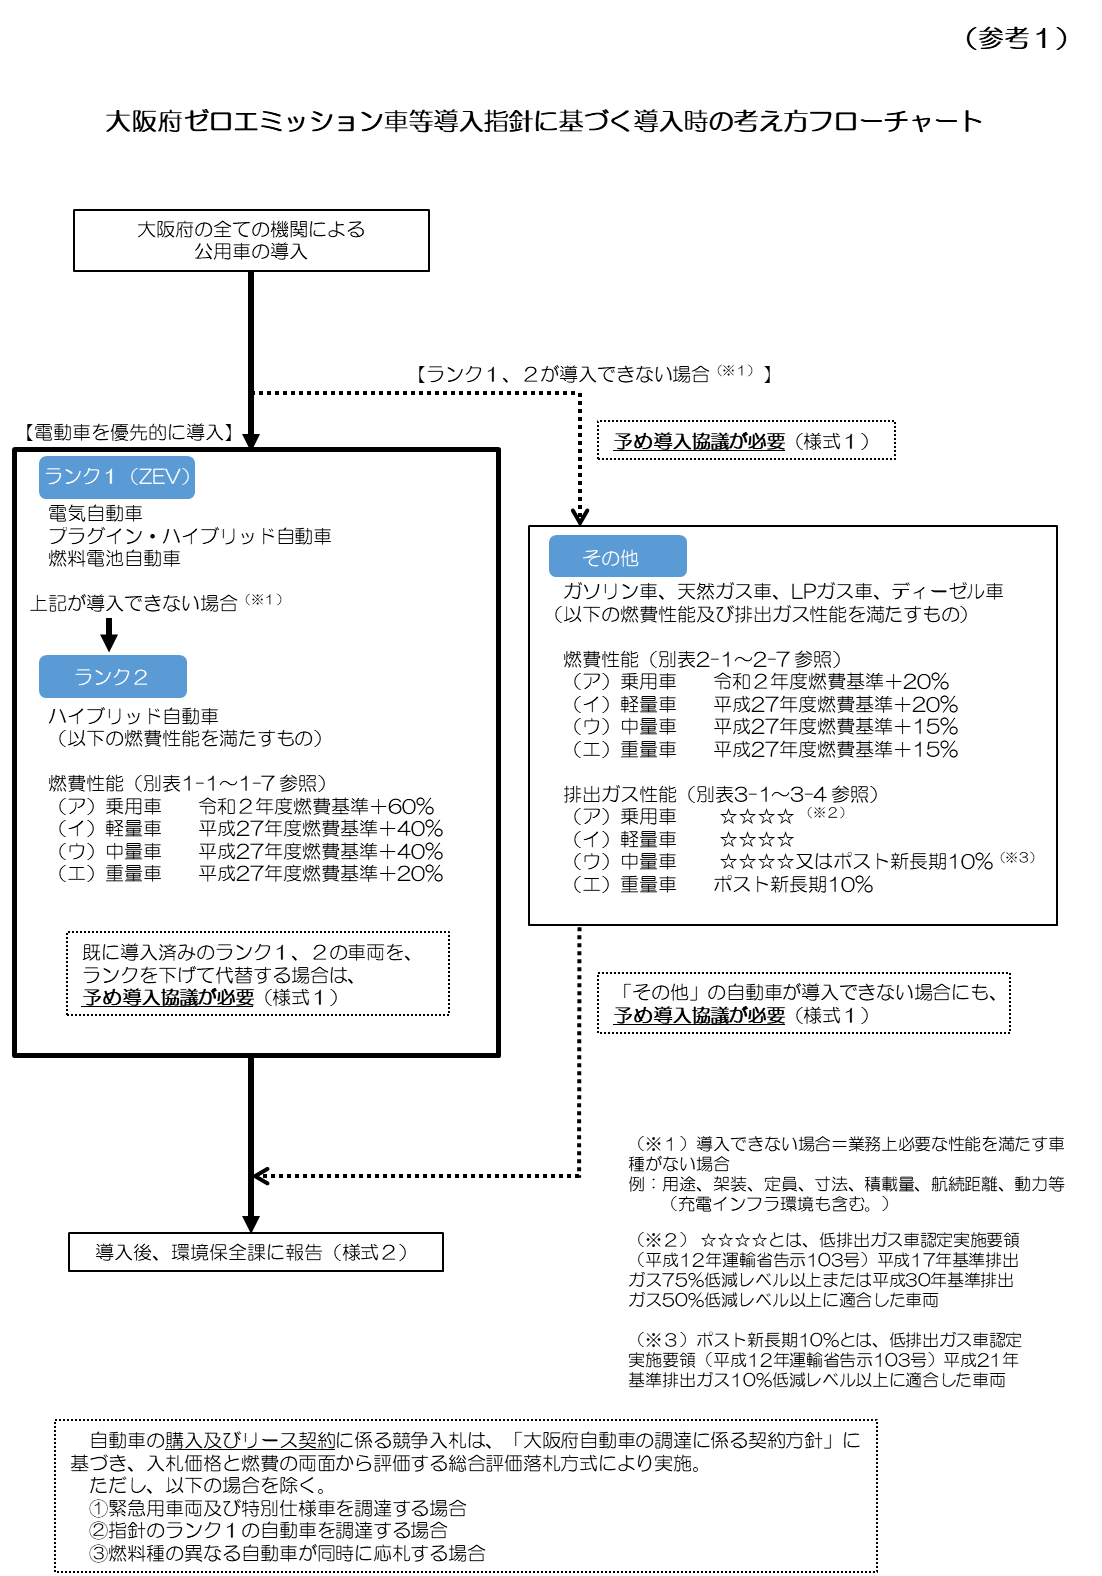 （参考１）
大阪府ゼロエミッション車等導入指針に基づく導入時の考え方フローチャート
大阪府の全ての機関による
公用車の導入
【ランク１、２が導入できない場合（※１）】
【電動車を優先的に導入】
予め導入協議が必要（様式１）
ランク１（ZEV）
電気自動車
プラグイン・ハイブリッド自動車
燃料電池自動車
上記が導入できない場合（※１）
ランク２
ハイブリッド自動車
（以下の燃費性能を満たすもの）
燃費性能（別表1-1～1-7参照）
（ア）乗用車　　令和２年度燃費基準＋60％
（イ）軽量車　　平成27年度燃費基準＋40％
（ウ）中量車　　平成27年度燃費基準＋40％
（エ）重量車　　平成27年度燃費基準＋20％
既に導入済みのランク１、２の車両を、
ランクを下げて代替する場合は、
予め導入協議が必要（様式１）
その他
ガソリン車、天然ガス車、LPガス車、ディーゼル車
（以下の燃費性能及び排出ガス性能を満たすもの）
燃費性能（別表2-1～2-7参照）
（ア）乗用車　　令和２年度燃費基準＋20％
（イ）軽量車　　平成27年度燃費基準＋20％
（ウ）中量車　　平成27年度燃費基準＋15％
（エ）重量車　　平成27年度燃費基準＋15％
排出ガス性能（別表3-1～3-4参照）
（ア）乗用車　　☆☆☆☆（※２）
（イ）軽量車　　☆☆☆☆
（ウ）中量車　　☆☆☆☆又はポスト新長期10％（※３）
（エ）重量車　　ポスト新長期10％
「その他」の自動車が導入できない場合にも、
予め導入協議が必要（様式１）
導入後、環境保全課に報告（様式２）
（※１）導入できない場合＝業務上必要な性能を満たす車
種がない場合
例：用途、架装、定員、寸法、積載量、航続距離、動力等
（充電インフラ環境も含む。）
（※２）☆☆☆☆とは、低排出ガス車認定実施要領
（平成12年運輸省告示103号）平成17年基準排出
ガス75％低減レベル以上または平成30年基準排出
ガス50％低減レベル以上に適合した車両
（※３）ポスト新長期10％とは、低排出ガス車認定
実施要領（平成12年運輸省告示103号）平成21年
基準排出ガス10％低減レベル以上に適合した車両
自動車の購入及びリース契約に係る競争入札は、「大阪府自動車の調達に係る契約方針」に
基づき、入札価格と燃費の両面から評価する総合評価落札方式により実施。
ただし、以下の場合を除く。
①緊急用車両及び特別仕様車を調達する場合
②指針のランク１の自動車を調達する場合
③燃料種の異なる自動車が同時に応札する場合